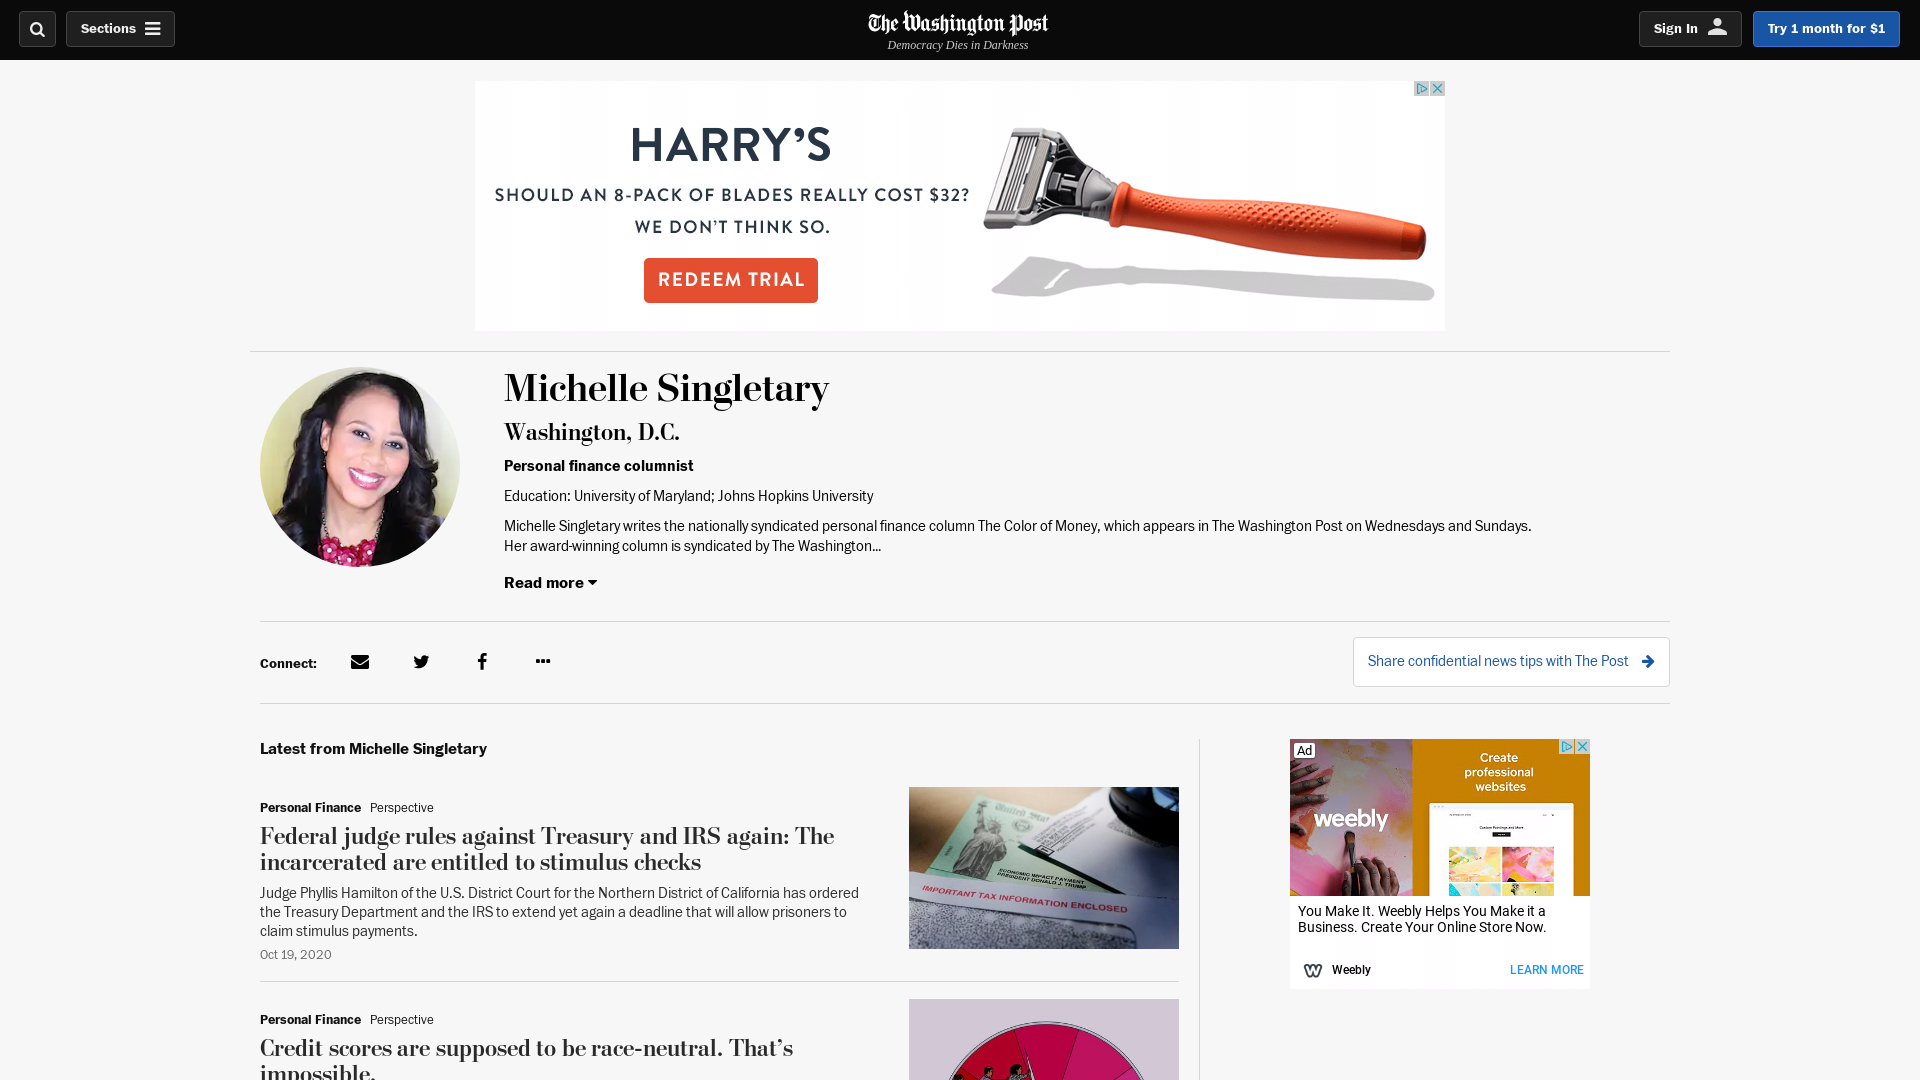 Sections
The Washington Post
Democracy Dies in Darkness
Sign In
Try 1 month for $1
HARRY'S
SHOULD AN 8-PACK OF BLADES REALLY COST $32?
WE DON'T THINK SO.
REDEEM TRIAL
Michelle Singletary
Washington, D.C.
Personal finance columnist
Education: University of Maryland; Johns Hopkins University
Michelle Singletary writes the nationally syndicated personal finance column The Color of Money, which appears in The Washington Post on Wednesdays and Sundays.
Her award-winning column is syndicated by The Washington...
Read more
Connect:
Share confidential news tips with The Post
Latest from Michelle Singletary
Personal Finance Perspective
Federal judge rules against Treasury and IRS again: The
incarcerated are entitled to stimulus checks
Judge Phyllis Hamilton of the U.S. District Court for the Northern District of California has ordered
the Treasury Department and the IRS to extend yet again a deadline that will allow prisoners to
claim stimulus payments.
Oct 19, 2020
ECONOMIC IMPACT PAYMENT
PRESIDENT DONALD J. TRUMP
IMPORTANT TAX INFORMATION ENCLOSED
Personal Finance Perspective
Credit scores are supposed to be race-neutral. That's
impossible.
Ad
Create
professional
websites
weebly
You Make It. Weebly Helps You Make it a
Business. Create Your Online Store Now.
Weebly
LEARN MORE